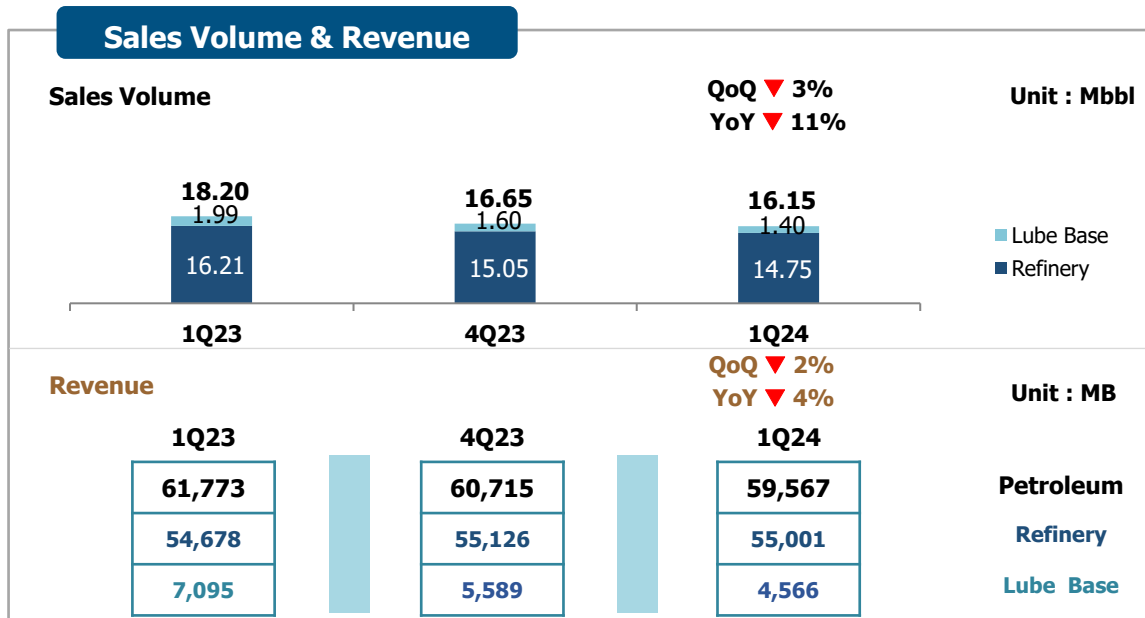 Sales Volume & Revenue
Sales Volume
QoQ ▼ 3%
YoY ▼ 11%
Unit : Mbbl
18.20 16.65 16.15
1.99 1.60 1.40
16.21 15.05 14.75
Lube Base
Refinery
1Q23 4Q23 1Q24
Revenue
QoQ ▼ 2%
YoY ▼ 4%
Unit : MB
1Q23 4Q23 1Q24
61,773 60,715 59,567 Petroleum
54,678 55,126 55,001 Refinery
7,095 5,589 4,566 Lube Base